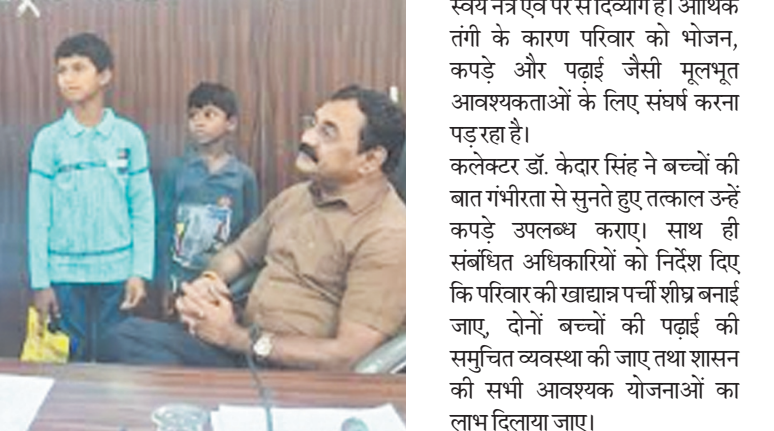 स्वयं नेत्र एवं पैर से दिव्यांग है। आर्थिक
तंगी के कारण परिवार को भोजन,
कपड़े और पढ़ाई जैसी मूलभूत
आवश्यकताओं के लिए संघर्ष करना
पड़ रहा है।
कलेक्टर डॉ. केदार सिंह ने बच्चों की
बात गंभीरता से सुनते हुए तत्काल उन्हें
कपड़े उपलब्ध कराए। साथ ही
संबंधित अधिकारियों को निर्देश दिए
कि परिवार की खाद्यान्न पर्ची शीघ्र बनाई
जाए, दोनों बच्चों की पढ़ाई की
समुचित व्यवस्था की जाए तथा शासन
की सभी आवश्यक योजनाओं का
लाभ दिलाया जाए।